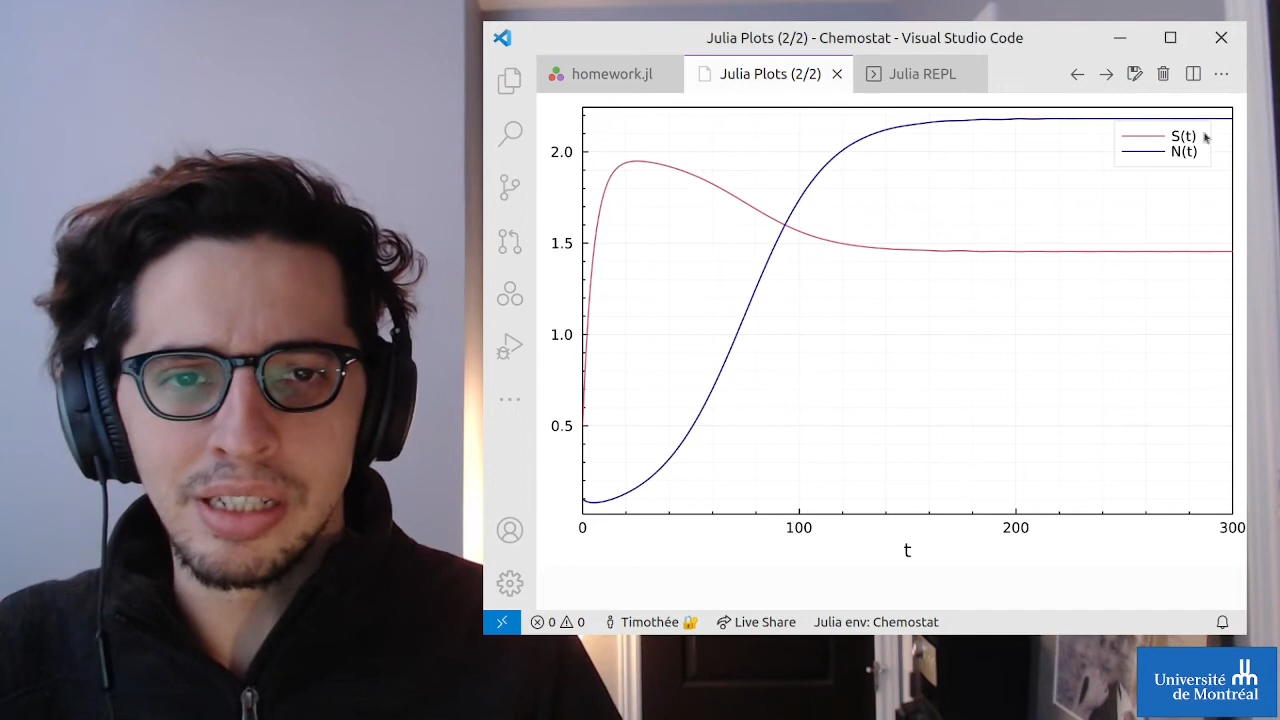 Julia Plots (2/2) - Chemostat - Visual Studio Code
homework.jl
Julia Plots (2/2)
Julia REPL
S(t)
N(t)
2.0
1.5
1.0
0.5
0 100 200 300
t
0 0 Timothée Live Share Julia env: Chemostat
Université
de Montréal